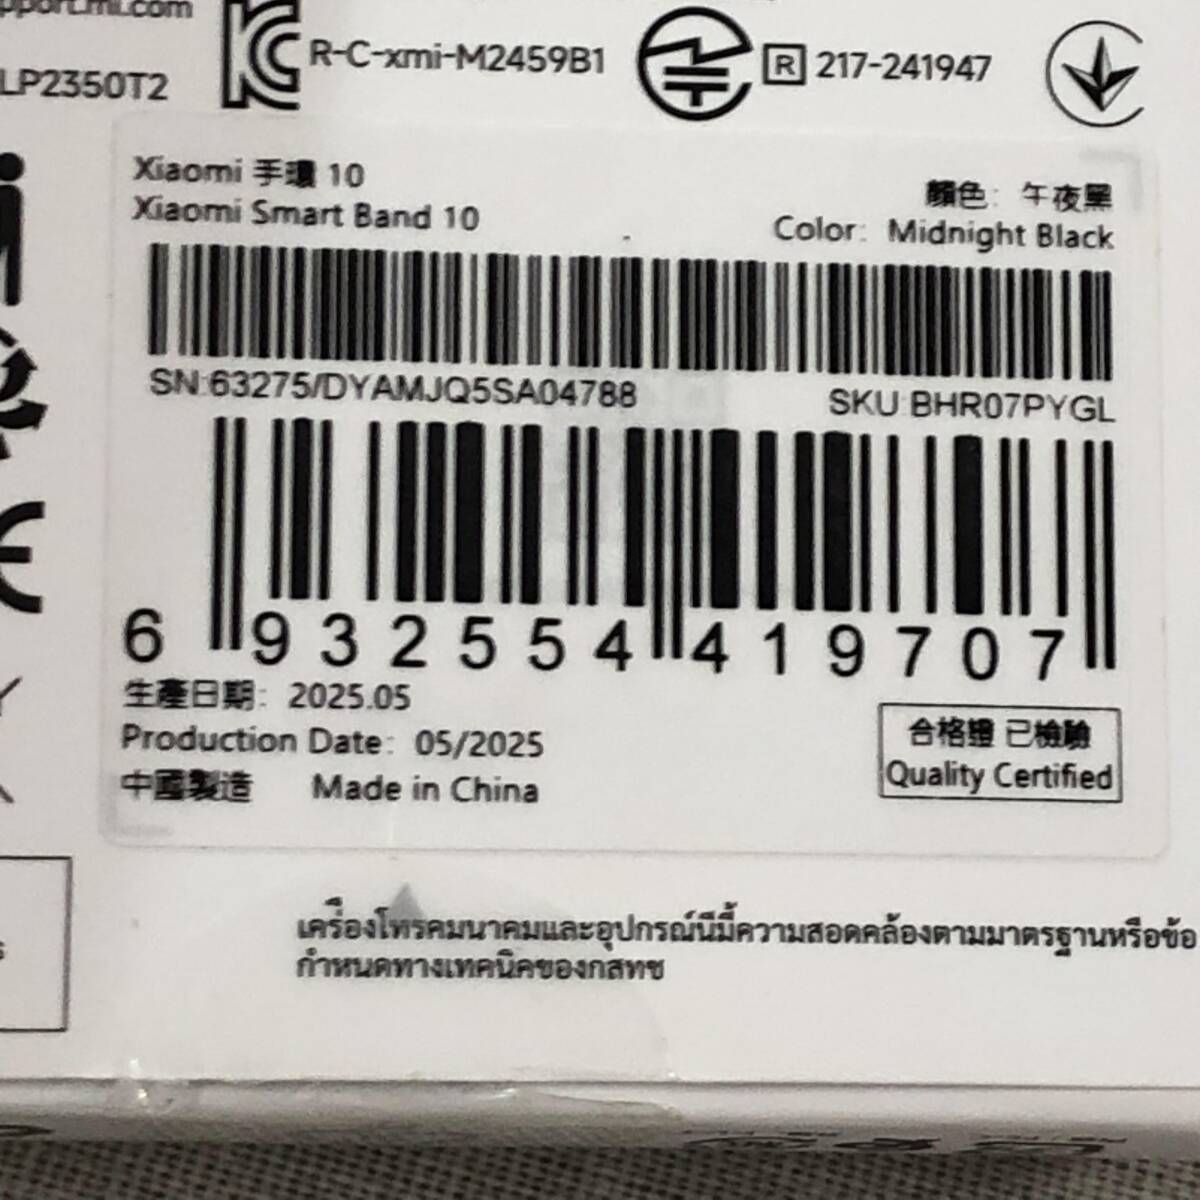 pport.mi.com
LP2350T2
R-C-xmi-M2459B1
R 217-241947
Xiaomi 手環 10
Xiaomi Smart Band 10
顏色: 午夜黑
Color: Midnight Black
SN:63275/DYAMJQ5SA04788
SKU:BHR07PYGL
6 932554 419707
生產日期: 2025.05
Production Date: 05/2025
中國製造 Made in China
合格證 已檢驗
Quality Certified
เครื่องโทรคมนาคมและอุปกรณ์นี้มีความสอดคล้องตามมาตรฐานหรือข้อ
กำหนดทางเทคนิคของกสทช